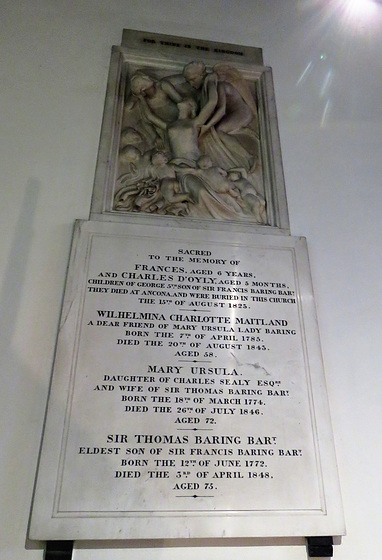 SACRED
TO THE MEMORY OF
FRANCES, AGED 6 YEARS,
AND CHARLES D'OYLY, AGED 5 MONTHS,
CHILDREN OF GEORGE 5TH SON OF SIR FRANCIS BARING BART
THEY DIED AT ANCONA, AND WERE BURIED IN THIS CHURCH
THE 15TH OF AUGUST 1825.
WILHELMINA CHARLOTTE MAITLAND
A DEAR FRIEND OF MARY URSULA LADY BARING
BORN THE 7TH OF APRIL 1785.
DIED THE 20TH OF AUGUST 1843.
AGED 58.
MARY URSULA.
DAUGHTER OF CHARLES SEALY ESQRE
AND WIFE OF SIR THOMAS BARING BART
BORN THE 18TH OF MARCH 1774.
DIED THE 26TH OF JULY 1846.
AGED 72.
SIR THOMAS BARING BART
ELDEST SON OF SIR FRANCIS BARING BART
BORN THE 12TH OF JUNE 1772.
DIED THE 3RD OF APRIL 1848.
AGED 75.